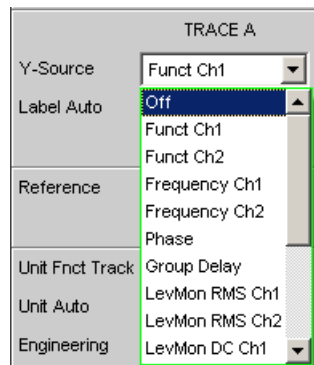 TRACE A
Y-Source Funct Ch1
Label Auto Off
Funct Ch1
Funct Ch2
Reference Frequency Ch1
Frequency Ch2
Phase
Unit Fnct Track Group Delay
Unit Auto LevMon RMS Ch1
LevMon RMS Ch2
Engineering LevMon DC Ch1